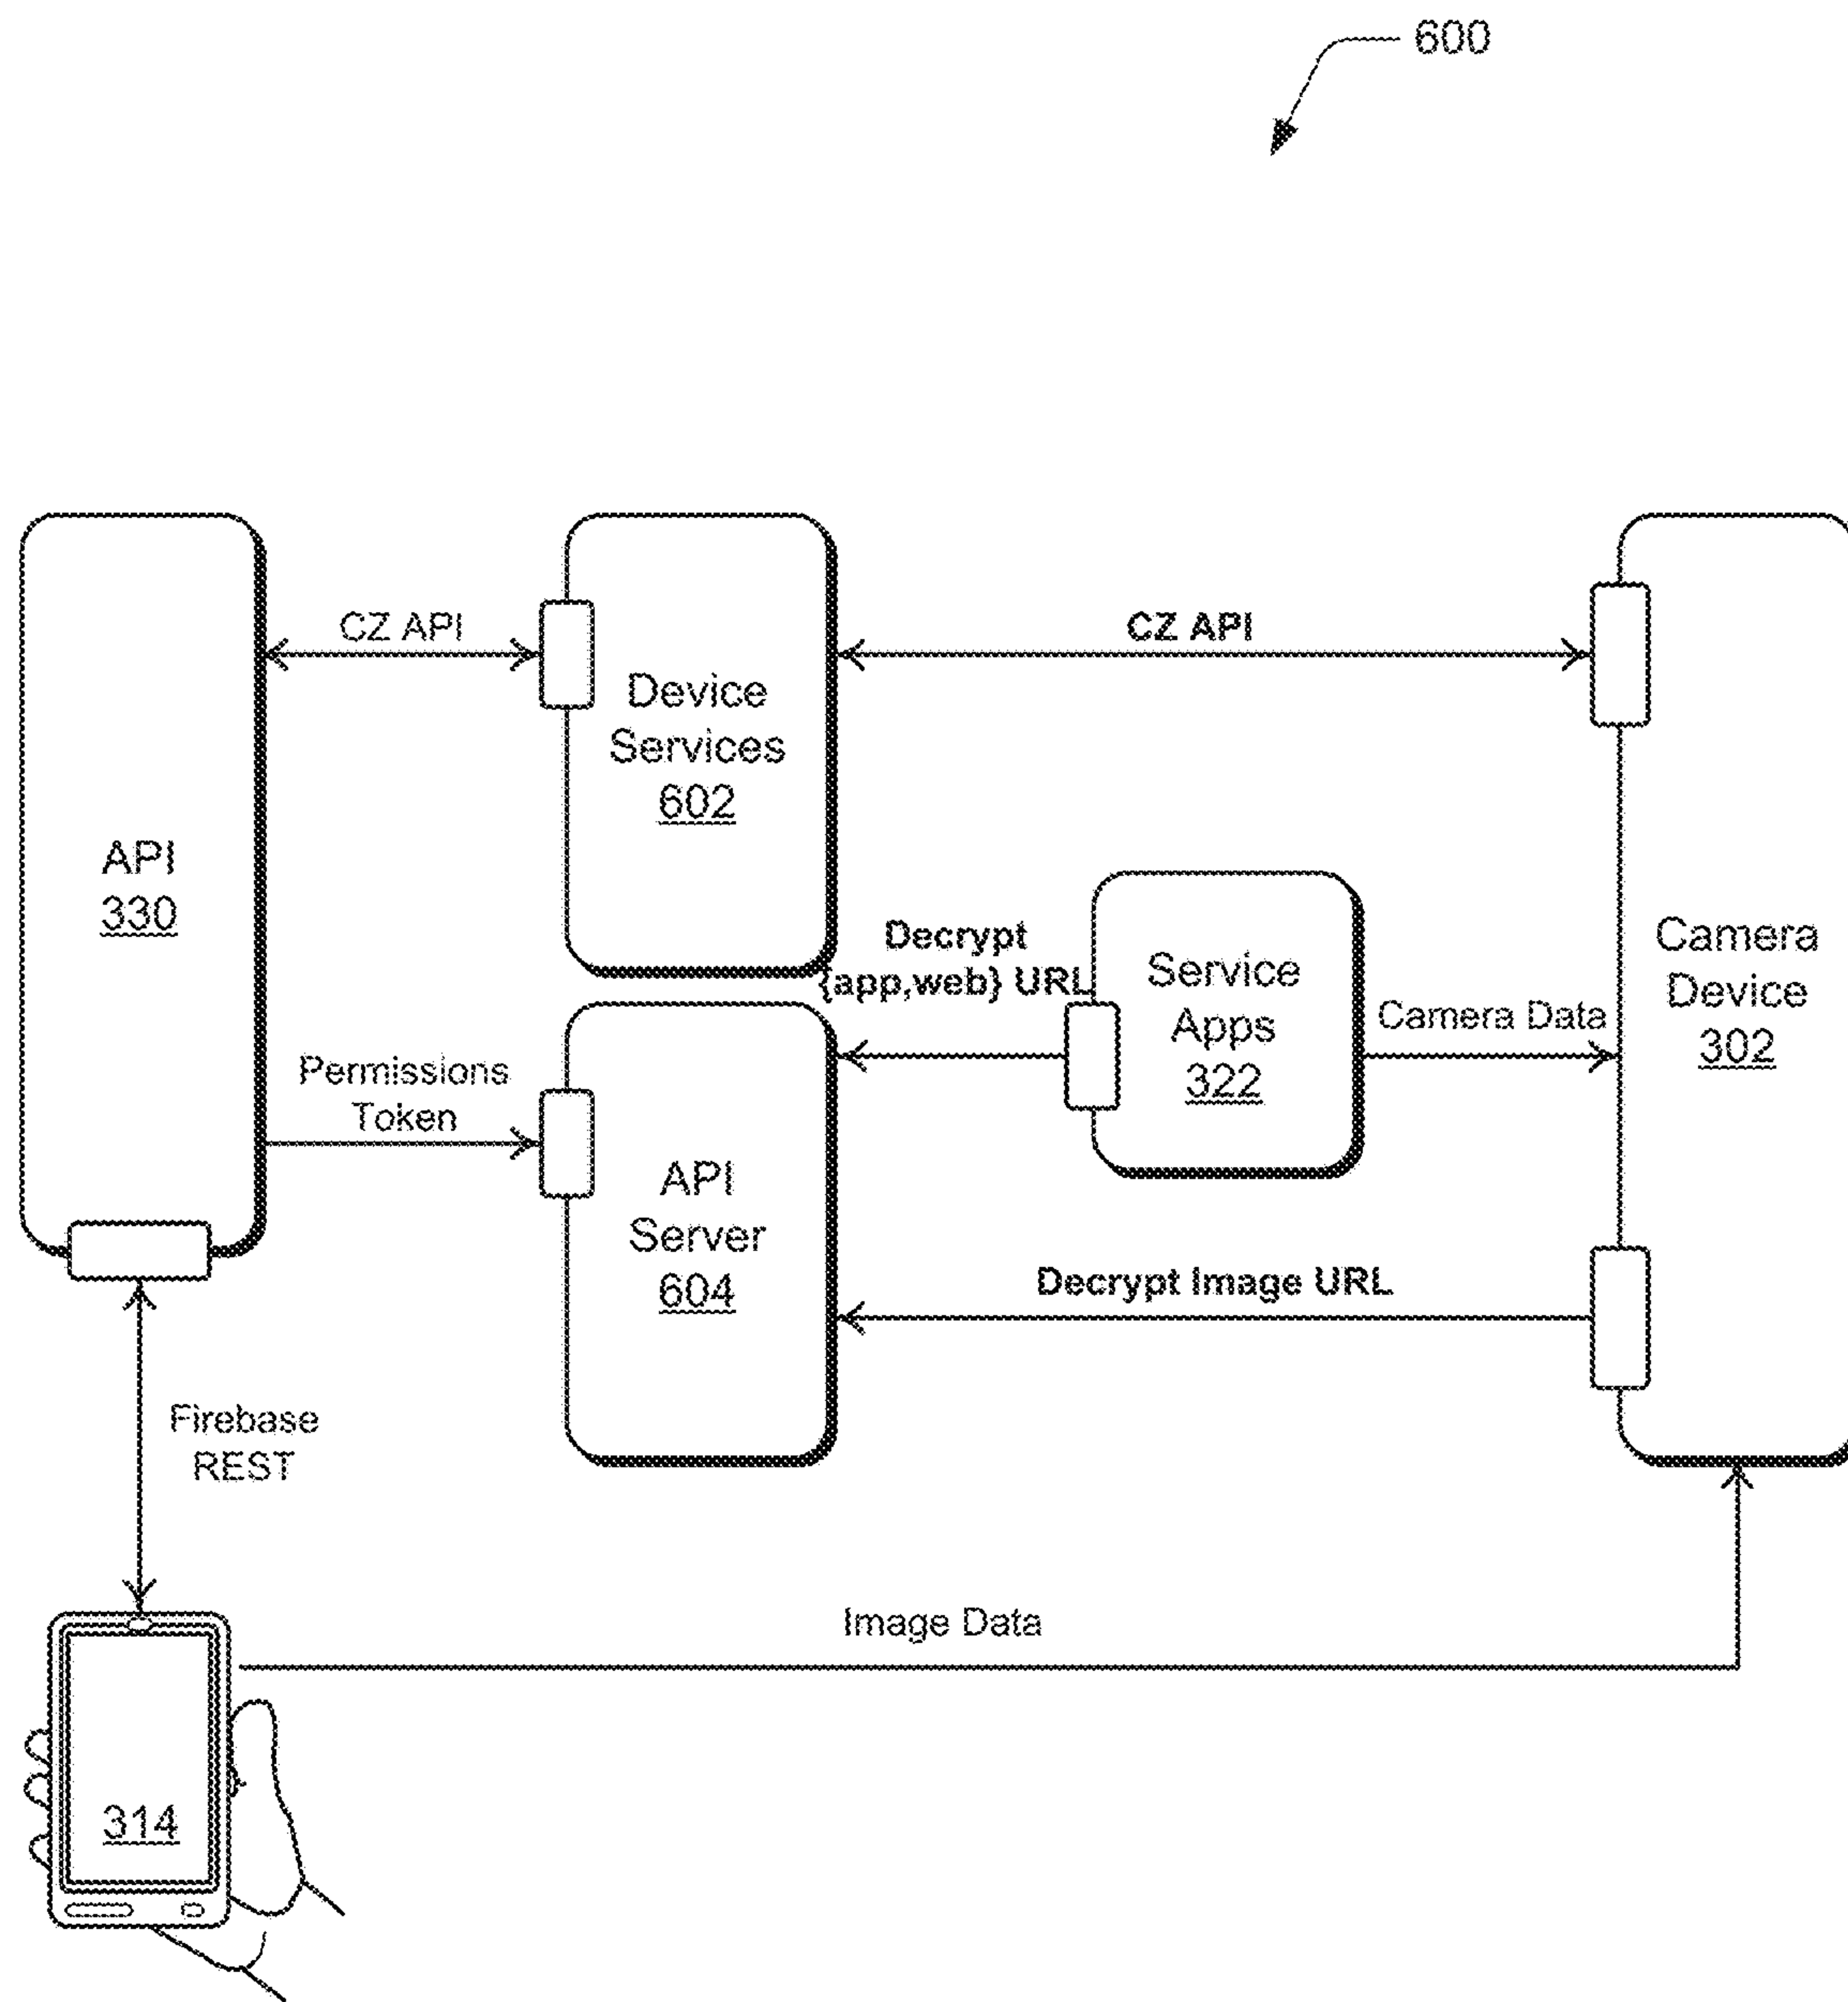 600
CZ API
CZ API
Device
Services
602
API
330
Decrypt
{app,web} URL
Service
Apps
322
Camera Data
Camera
Device
302
Permissions
Token
API
Server
604
Decrypt Image URL
Firebase
REST
Image Data
314